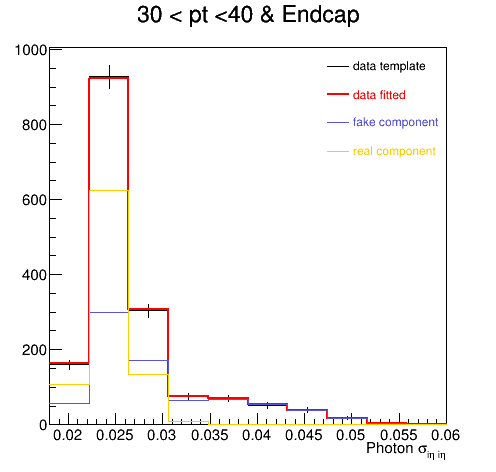 30 < pt <40 & Endcap
1000
800
600
400
200
0
data template
data fitted
fake component
real component
0.02 0.025 0.03 0.035 0.04 0.045 0.05 0.055 0.06
Photon σiη iη